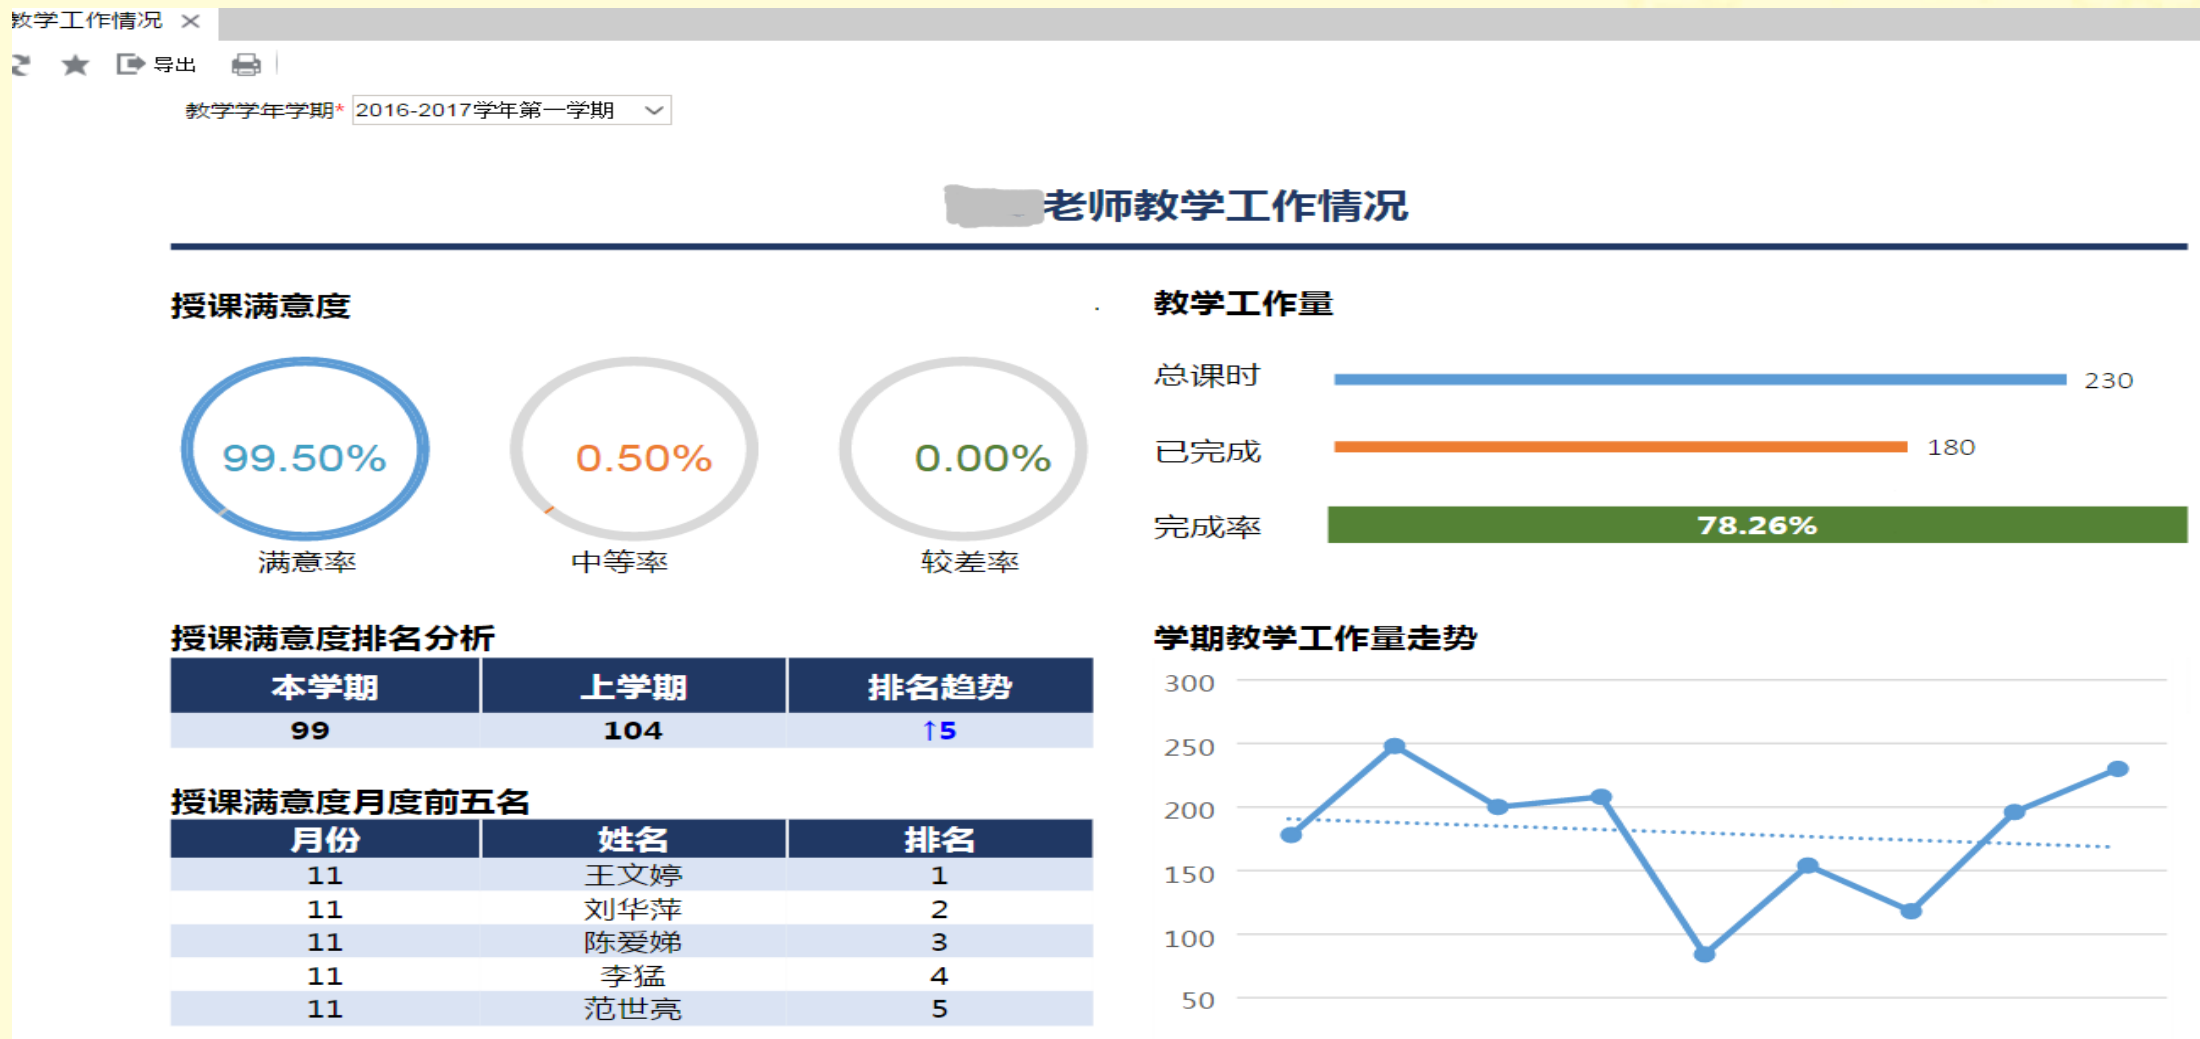 教学工作情况 ×
导出
教学学年学期* 2016-2017学年第一学期
老师教学工作情况
授课满意度
99.50% 0.50% 0.00%
满意率 中等率 较差率
教学工作量
总课时 230
已完成 180
完成率 78.26%
授课满意度排名分析
本学期 上学期 排名趋势
99 104 ↑5
授课满意度月度前五名
月份 姓名 排名
11 王文婷 1
11 刘华萍 2
11 陈爱娣 3
11 李猛 4
11 范世亮 5
学期教学工作量走势
300
250
200
150
100
50